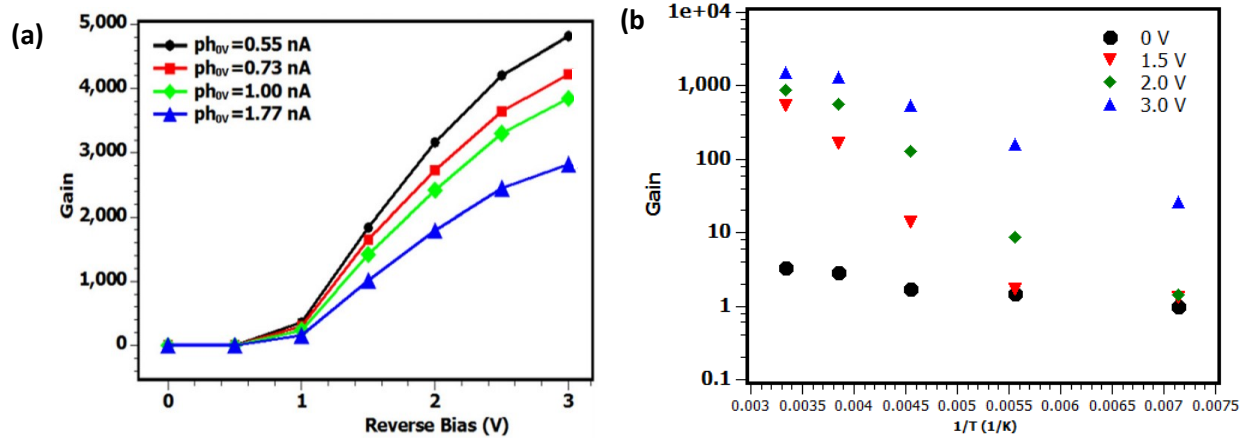 (a)
5,000
4,000
3,000
2,000
1,000
0
Gain
ph0V=0.55 nA
ph0V=0.73 nA
ph0V=1.00 nA
ph0V=1.77 nA
0 1 2 3
Reverse Bias (V)
(b)
1e+04
1,000
100
10
1
0.1
Gain
0 V
1.5 V
2.0 V
3.0 V
0.003 0.0035 0.004 0.0045 0.005 0.0055 0.006 0.0065 0.007 0.0075
1/T (1/K)